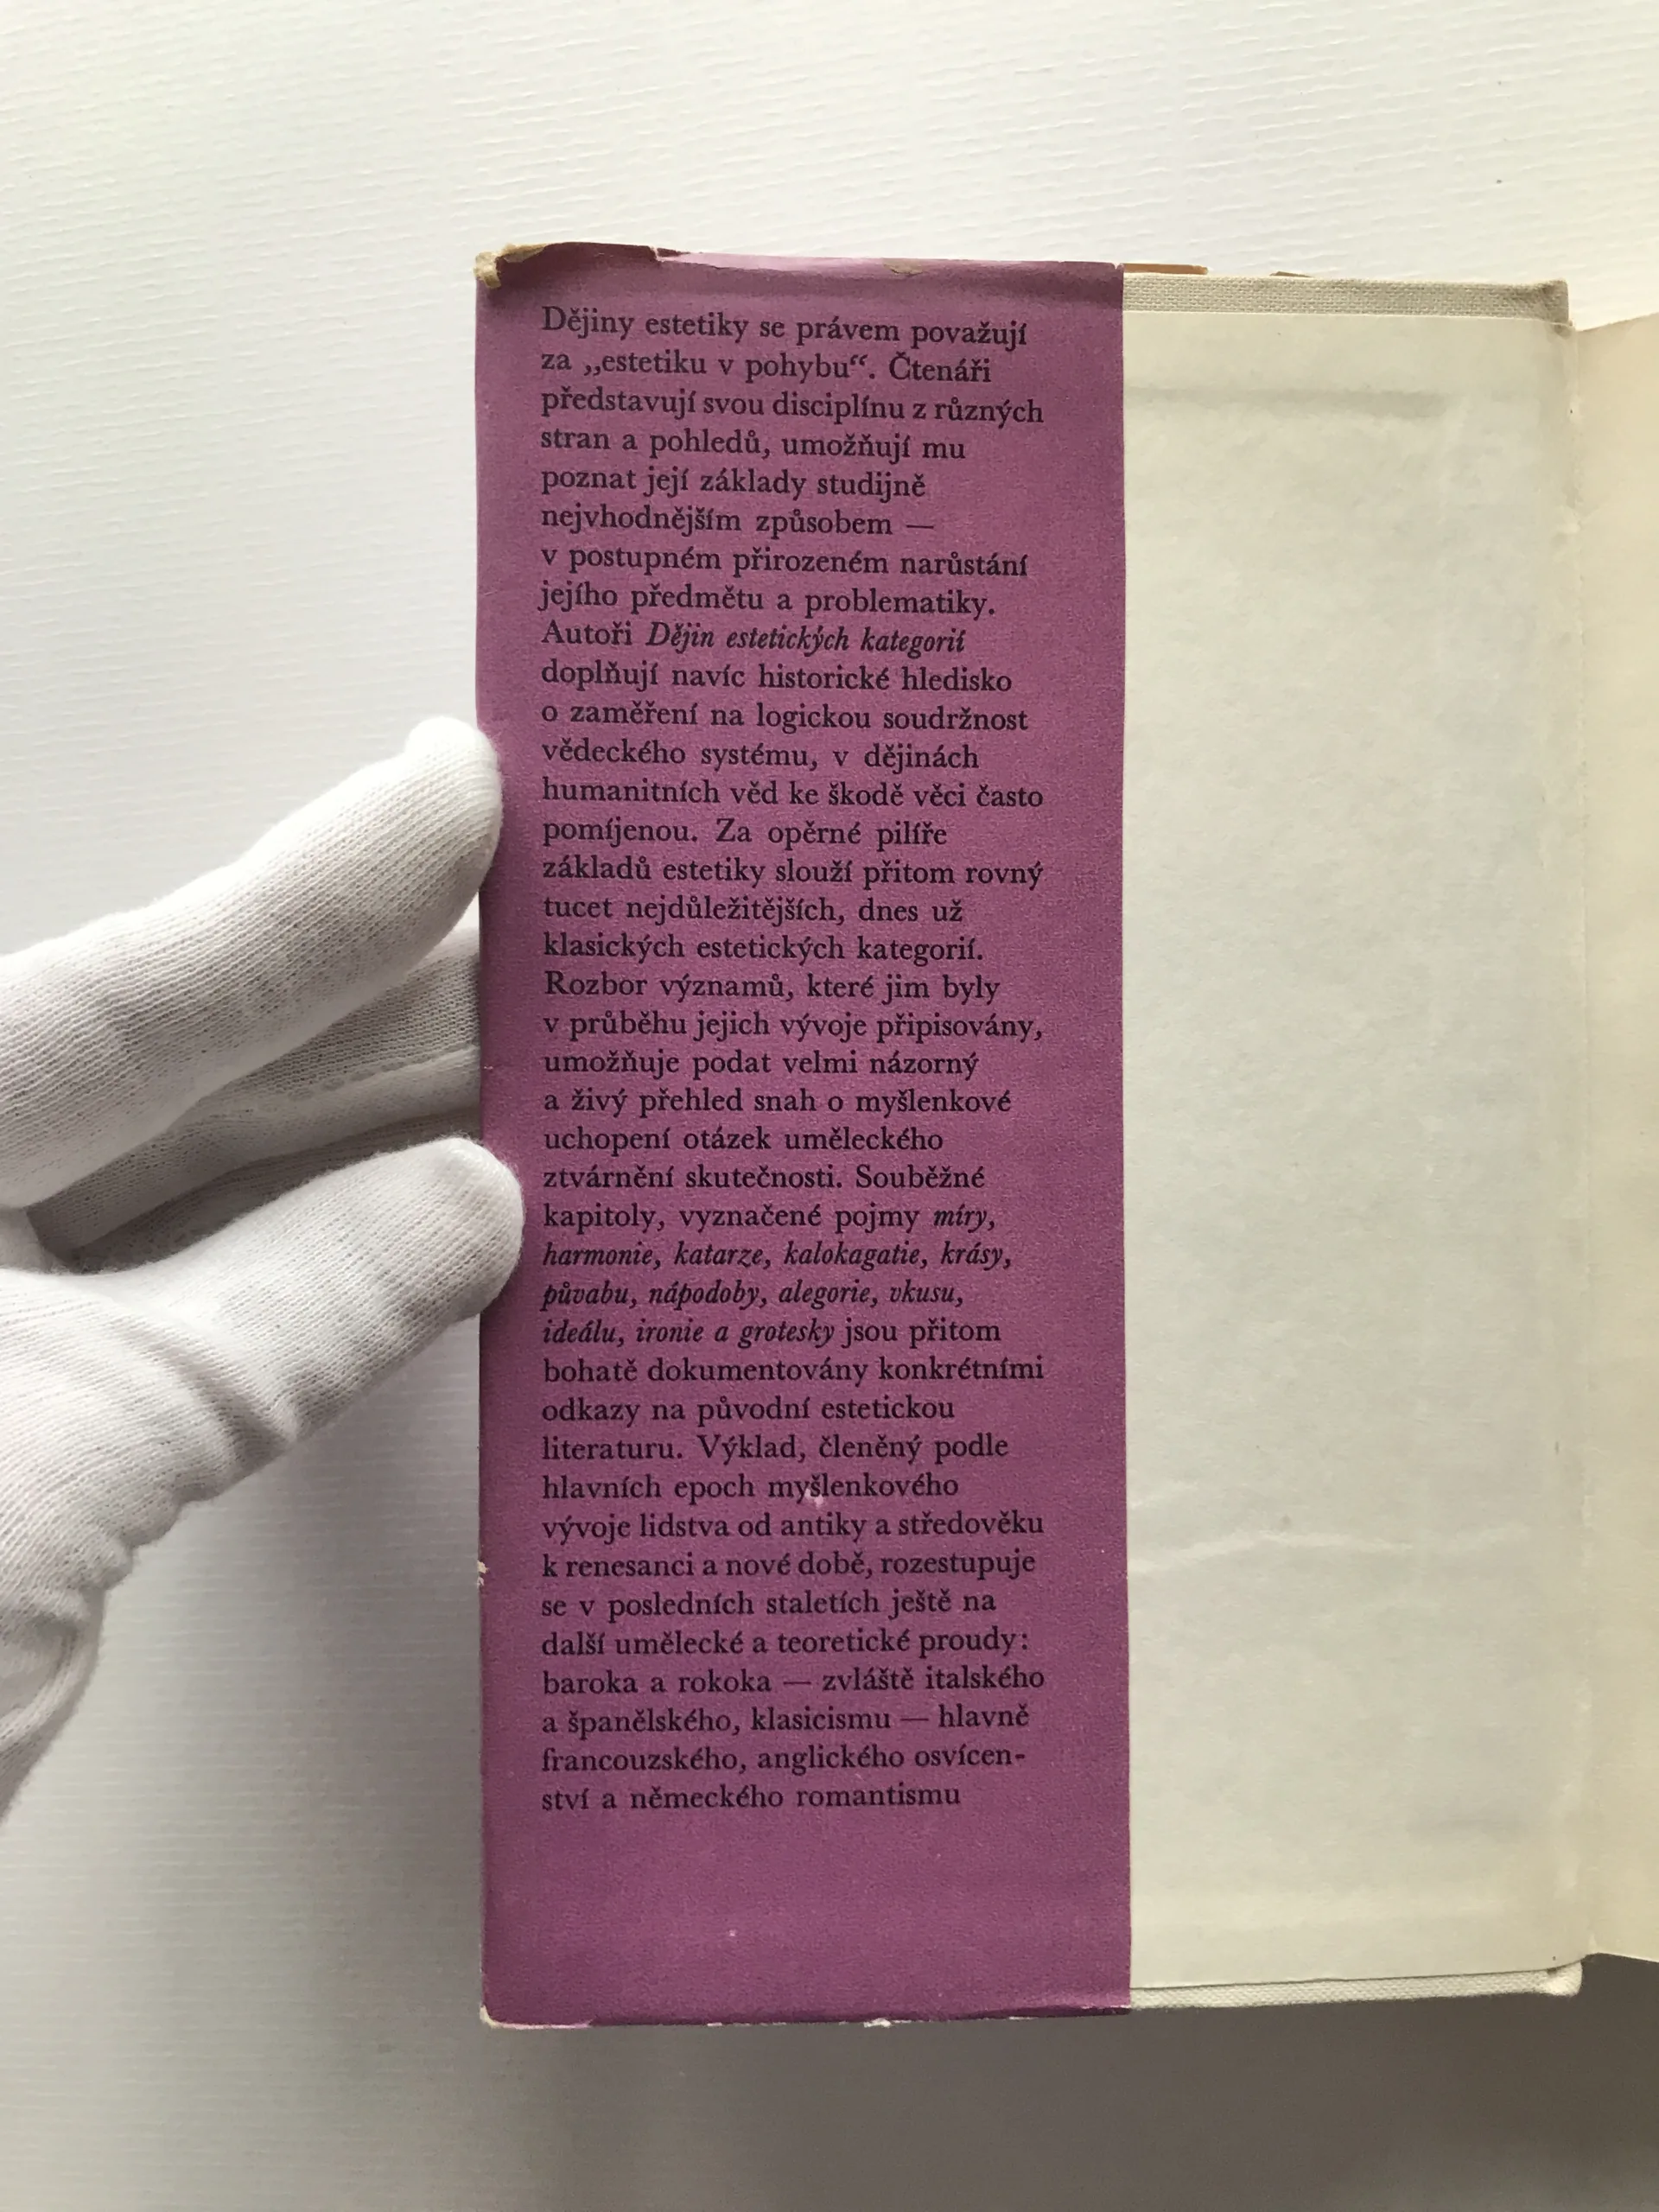 Dějiny estetiky se právem považují
za „estetiku v pohybu“. Čtenáři
představují svou disciplínu z různých
stran a pohledů, umožňují mu
poznat její základy studijně
nejvhodnějším způsobem —
v postupném přirozeném narůstání
jejího předmětu a problematiky.
Autoři Dějin estetických kategorií
doplňují navíc historické hledisko
o zaměření na logickou soudržnost
vědeckého systému, v dějinách
humanitních věd ke škodě věci často
pomíjenou. Za opěrné pilíře
základů estetiky slouží přitom rovný
tucet nejdůležitějších, dnes už
klasických estetických kategorií.
Rozbor významů, které jim byly
v průběhu jejich vývoje připisovány,
umožňuje podat velmi názorný
a živý přehled snah o myšlenkové
uchopení otázek uměleckého
ztvárnění skutečnosti. Souběžné
kapitoly, vyznačené pojmy míry,
harmonie, katarze, kalokagatie, krásy,
půvabu, nápodoby, alegorie, vkusu,
ideálu, ironie a grotesky jsou přitom
bohatě dokumentovány konkrétními
odkazy na původní estetickou
literaturu. Výklad, členěný podle
hlavních epoch myšlenkového
vývoje lidstva od antiky a středověku
k renesanci a nové době, rozestupuje
se v posledních staletích ještě na
další umělecké a teoretické proudy:
baroka a rokoka — zvláště italského
a španělského, klasicismu — hlavně
francouzského, anglického osvícen-
ství a německého romantismu